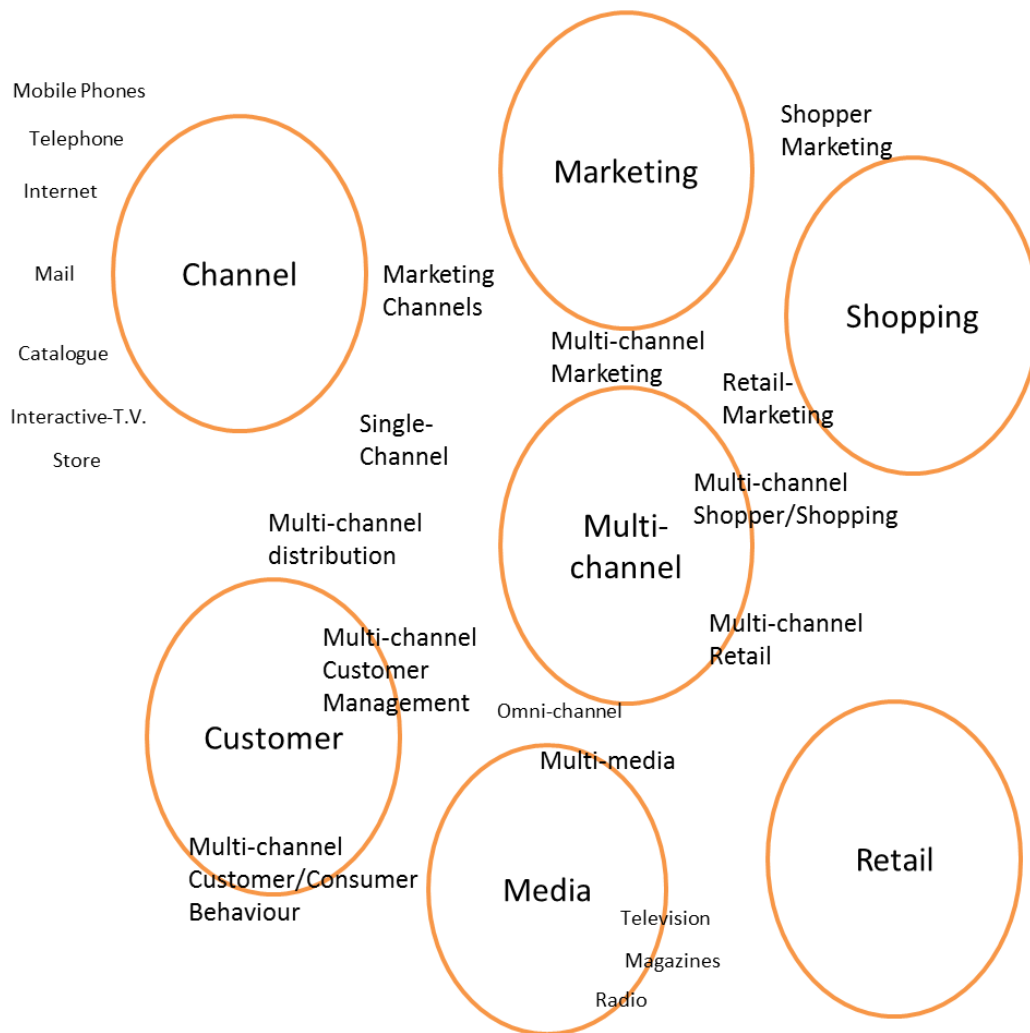 Mobile Phones
Telephone
Internet
Mail
Catalogue
Interactive-T.V.
Store
Channel
Marketing
Channels
Marketing
Shopper
Marketing
Shopping
Multi-channel
Marketing
Retail-
Marketing
Single-
Channel
Multi-channel
Shopper/Shopping
Multi-channel
distribution
Multi-
channel
Multi-channel
Retail
Multi-channel
Customer
Management
Customer
Omni-channel
Multi-media
Multi-channel
Customer/Consumer
Behaviour
Media
Television
Magazines
Radio
Retail